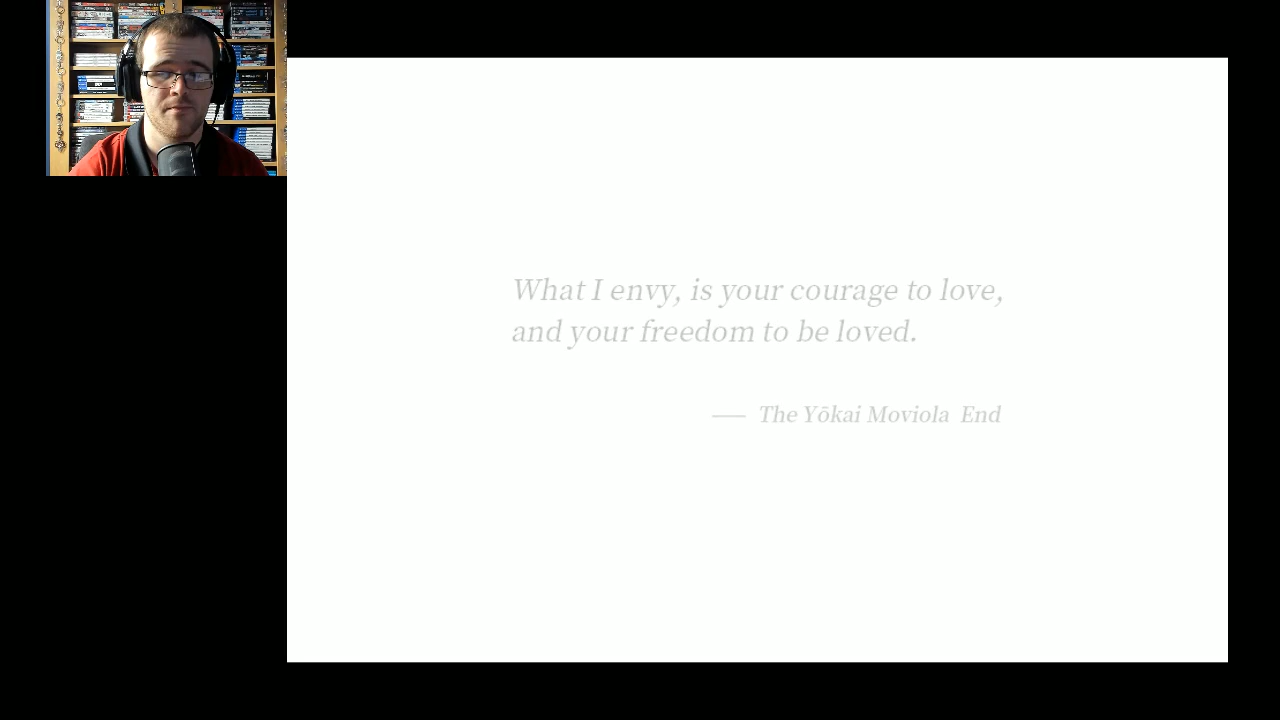 What I envy, is your courage to love,
and your freedom to be loved.
—— The Yōkai Moviola End